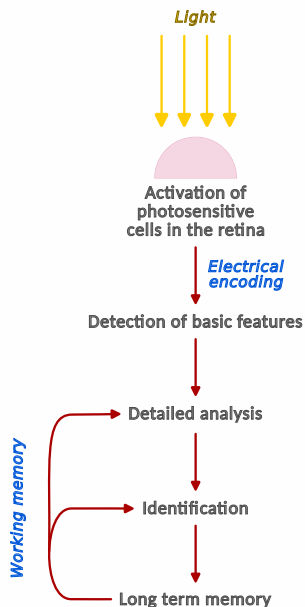 Light
Activation of
photosensitive
cells in the retina
Electrical
encoding
Detection of basic features
Detailed analysis
Working memory
Identification
Long term memory